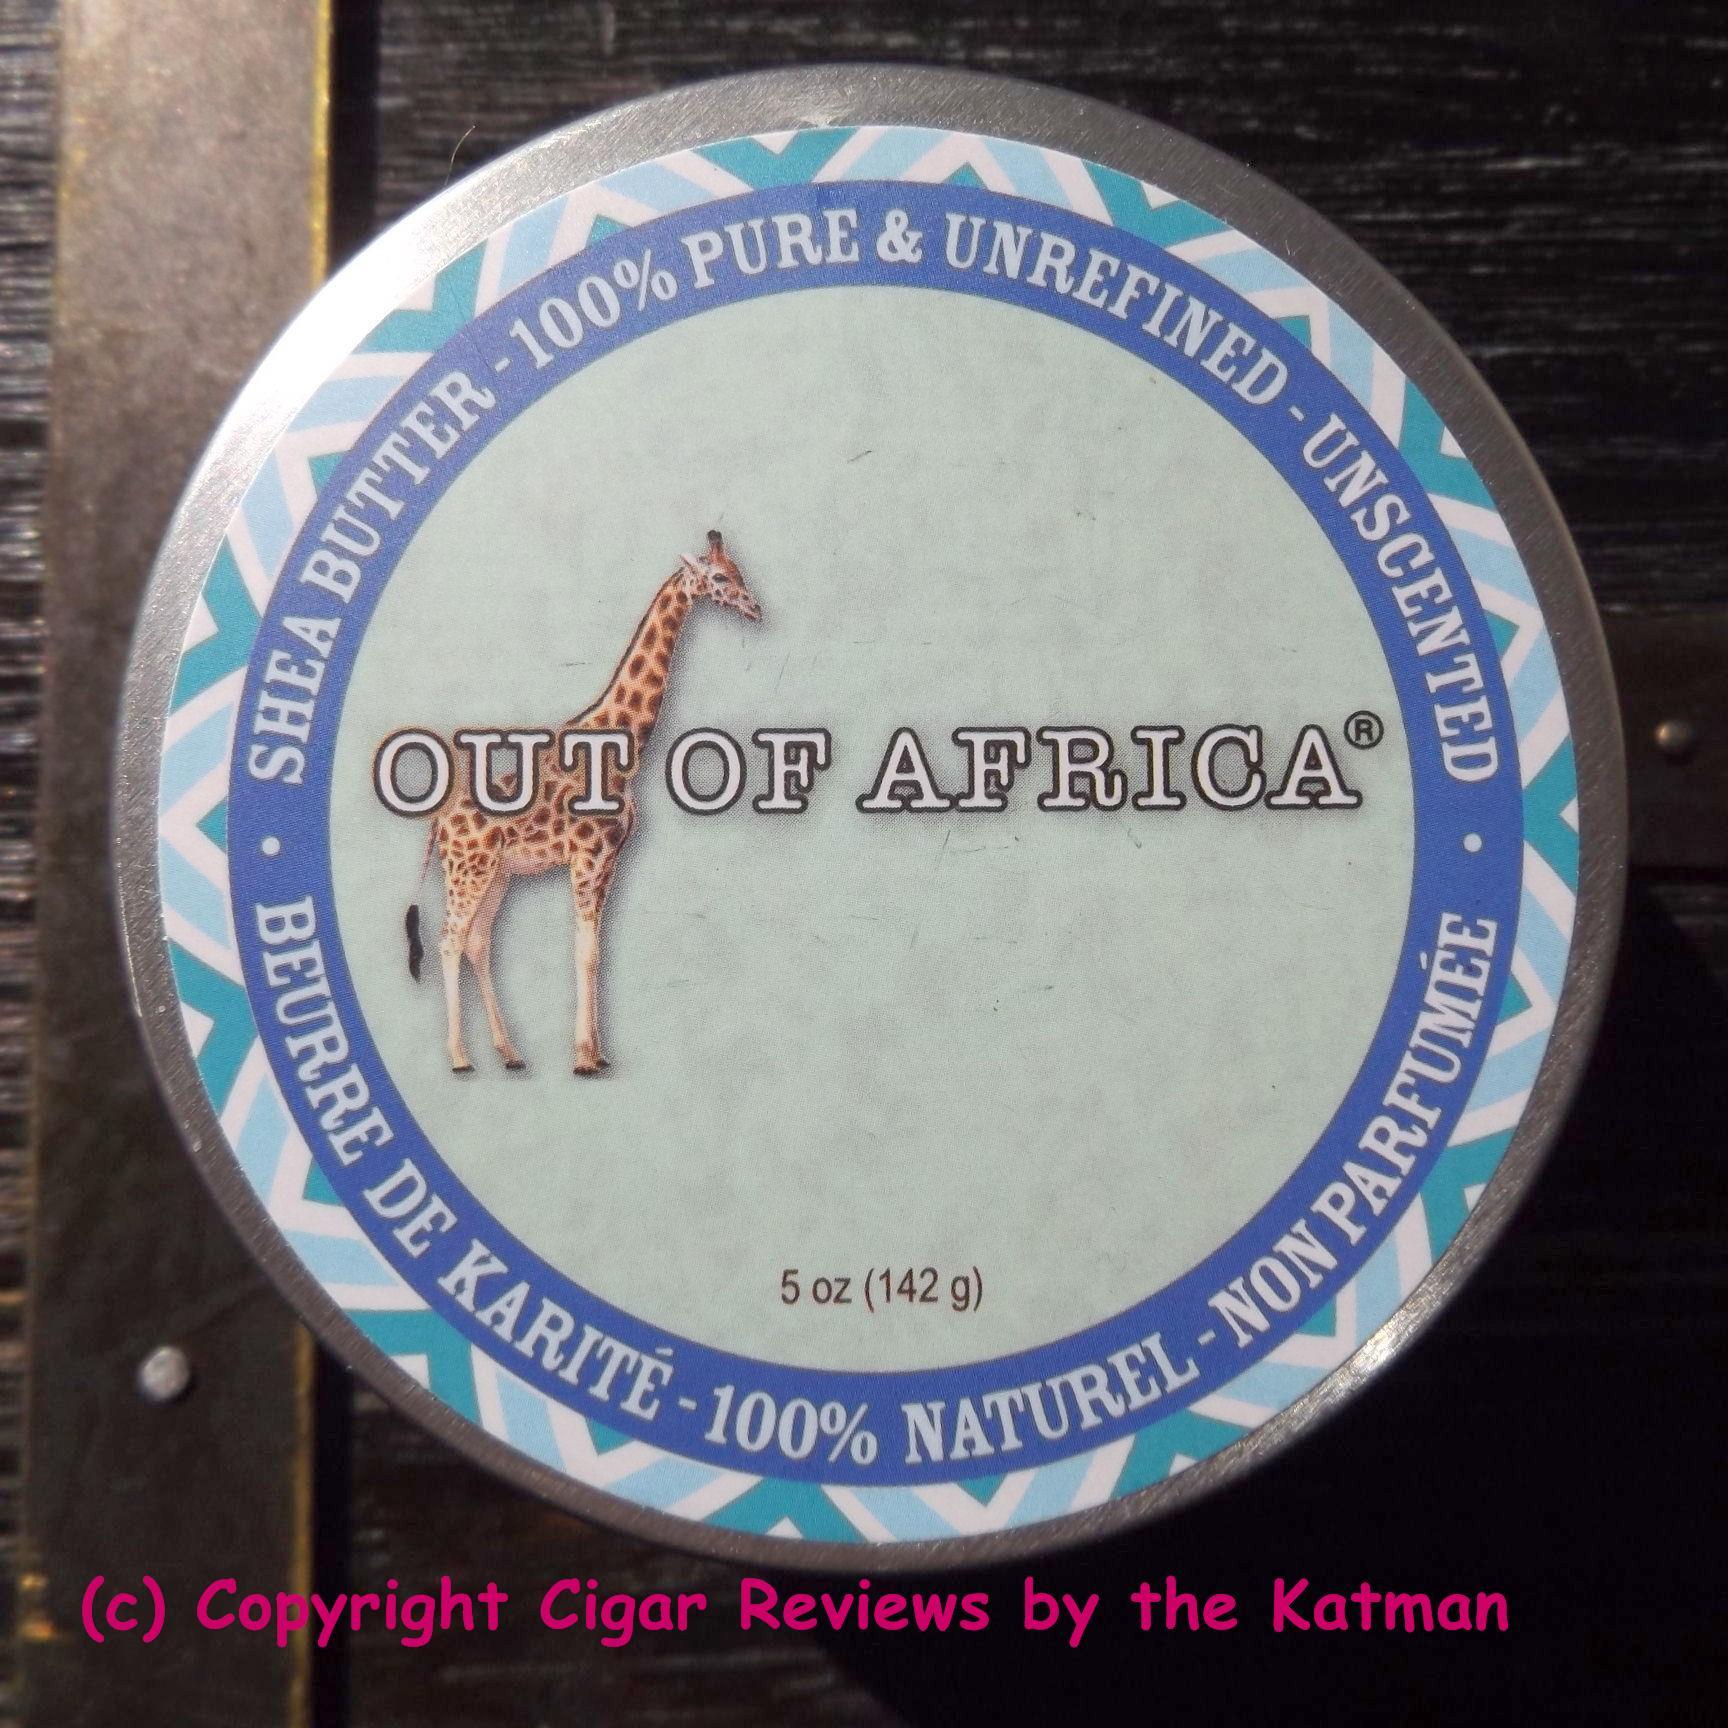 SHEA BUTTER - 100% PURE & UNREFINED - UNSCENTED
OUT OF AFRICA®
5 oz (142 g)
• BEURRE DE KARITÉ - 100% NATUREL - NON PARFUMÉE •
(c) Copyright Cigar Reviews by the Katman